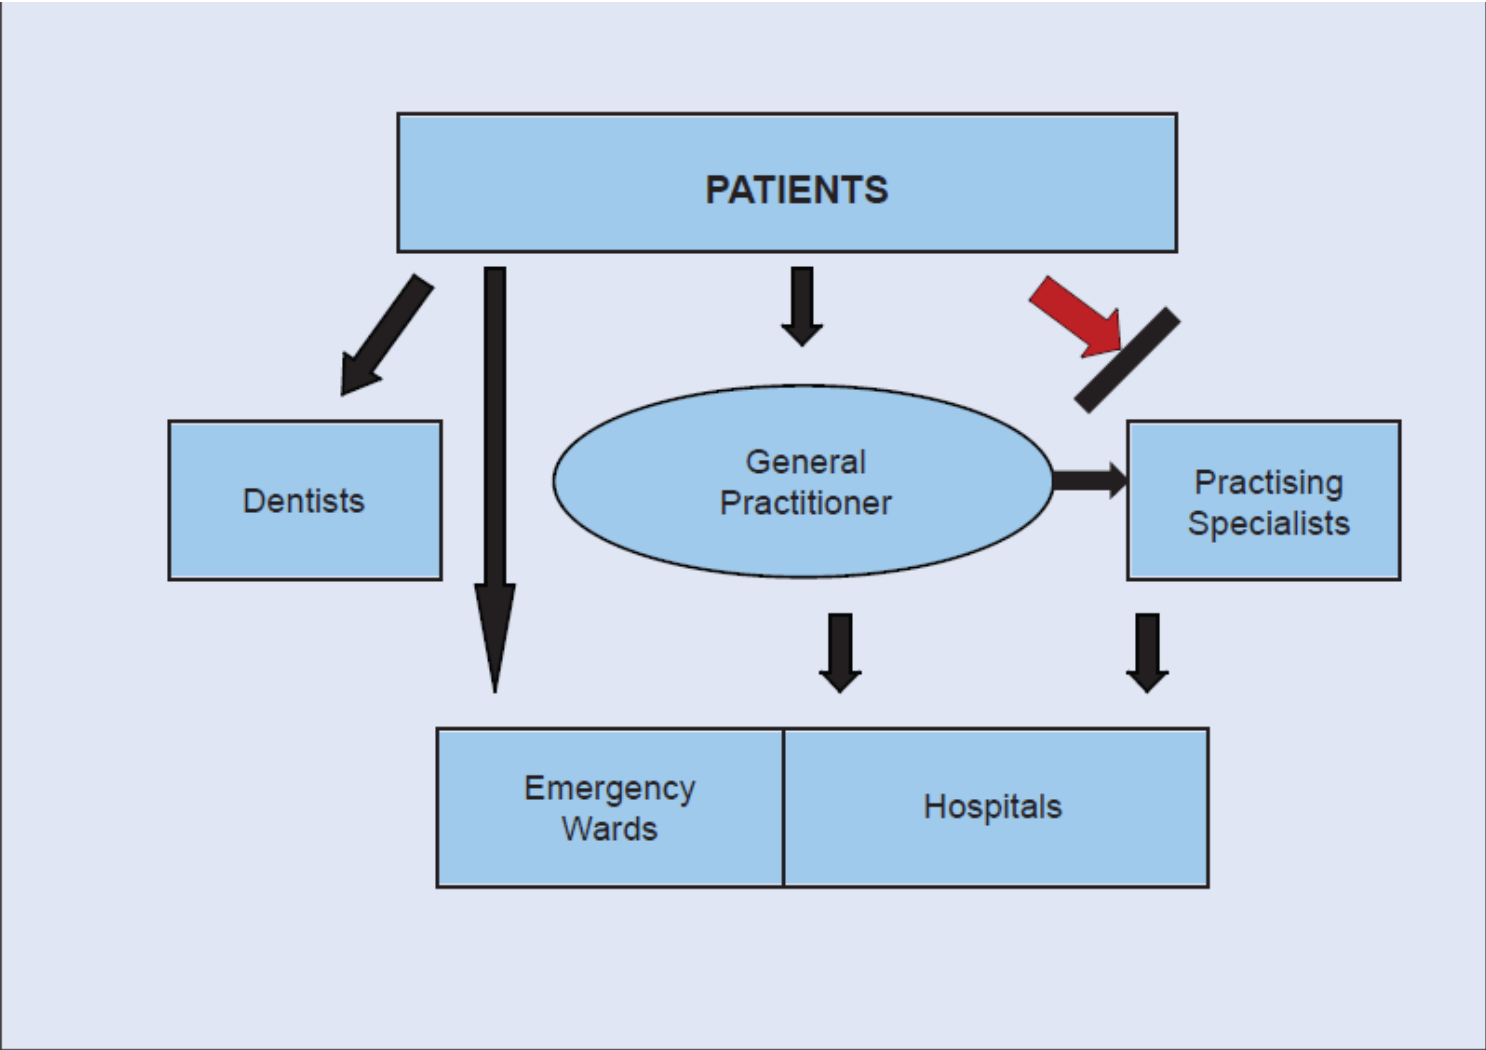 PATIENTS
Dentists
General
Practitioner
Practising
Specialists
Emergency
Wards
Hospitals